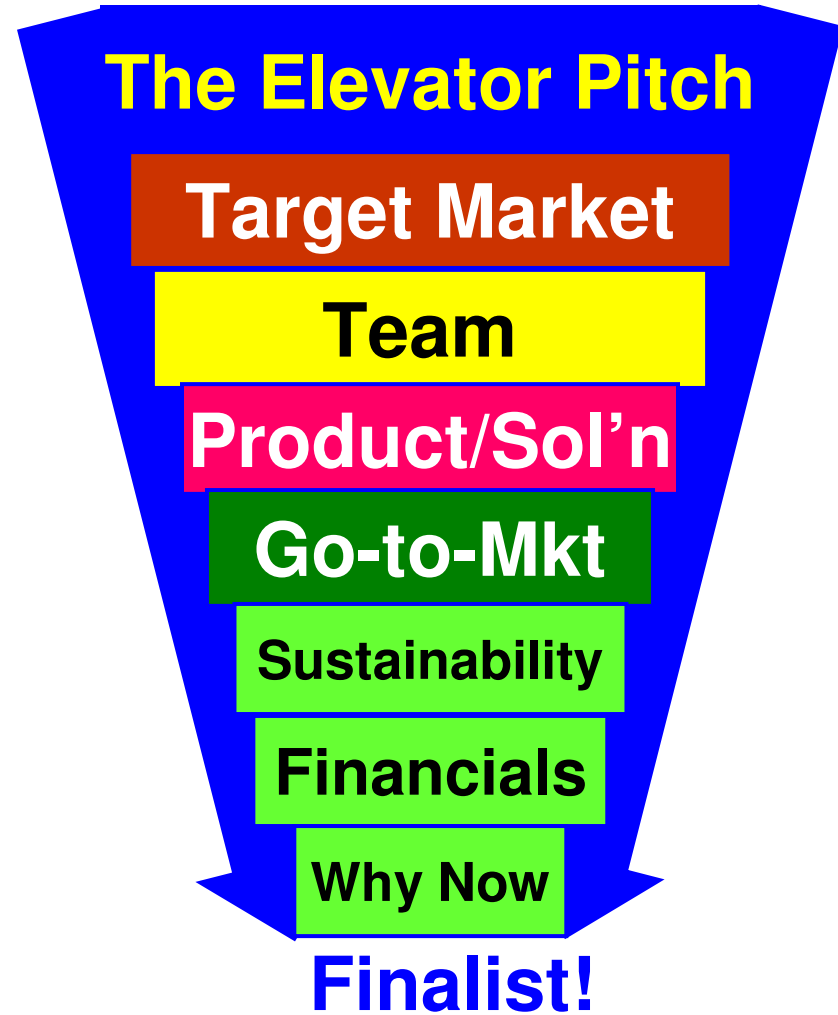 The Elevator Pitch
Target Market
Team
Product/Sol’n
Go-to-Mkt
Sustainability
Financials
Why Now
Finalist!